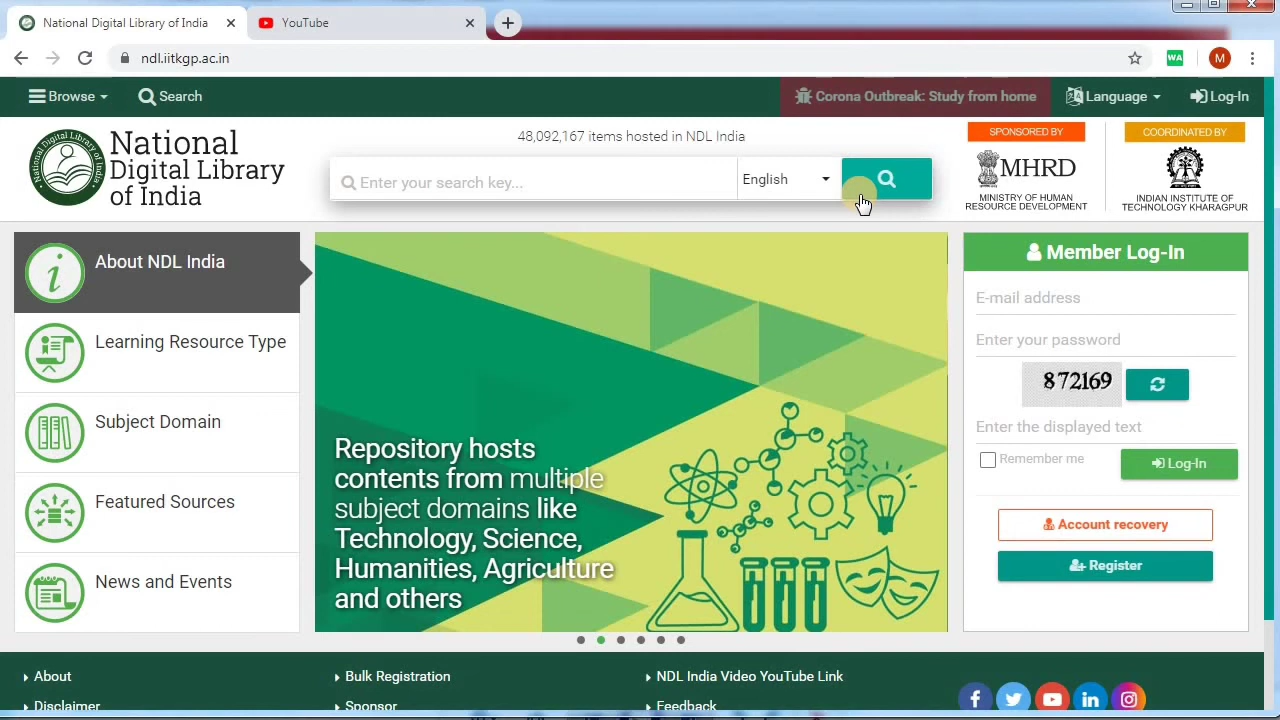 National Digital Library of India
YouTube
ndl.iitkgp.ac.in
WA
M
Browse
Search
Corona Outbreak: Study from home
Language
Log-In
National
Digital Library
of India
48,092,167 items hosted in NDL India
Enter your search key...
English
SPONSORED BY
MHRD
MINISTRY OF HUMAN
RESOURCE DEVELOPMENT
COORDINATED BY
INDIAN INSTITUTE OF
TECHNOLOGY KHARAGPUR
About NDL India
Learning Resource Type
Subject Domain
Featured Sources
News and Events
Repository hosts
contents from multiple
subject domains like
Technology, Science,
Humanities, Agriculture
and others
Member Log-In
E-mail address
Enter your password
872169
Enter the displayed text
Remember me
Log-In
Account recovery
Register
About
Bulk Registration
NDL India Video YouTube Link
Disclaimer
Sponsor
Feedback